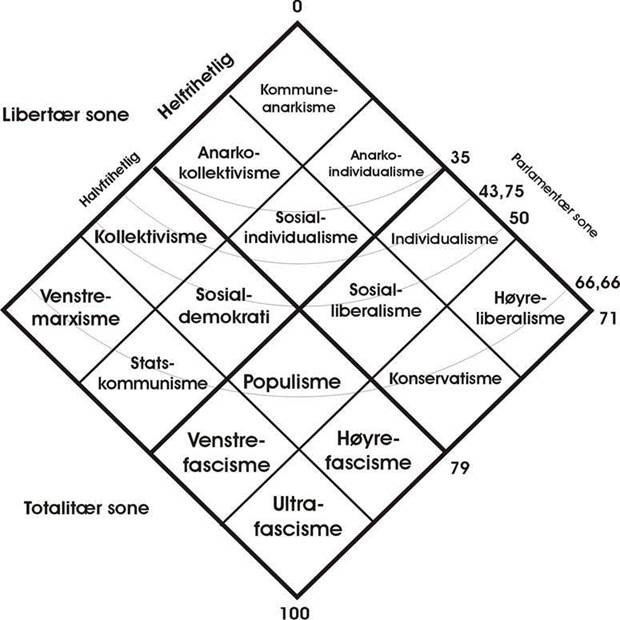 0
Helfrihetlig
Libertær sone
Kommune-
anarkisme
Halvfrihetlig
Anarko-
kollektivisme
Anarko-
individualisme
35
Parlamentær sone
43,75
50
Kollektivisme
Sosial-
individualisme
Individualisme
66,66
71
Venstre-
marxisme
Sosial-
demokrati
Sosial-
liberalisme
Høyre-
liberalisme
Stats-
kommunisme
Populisme
Konservatisme
Venstre-
fascisme
Høyre-
fascisme
79
Totalitær sone
Ultra-
fascisme
100